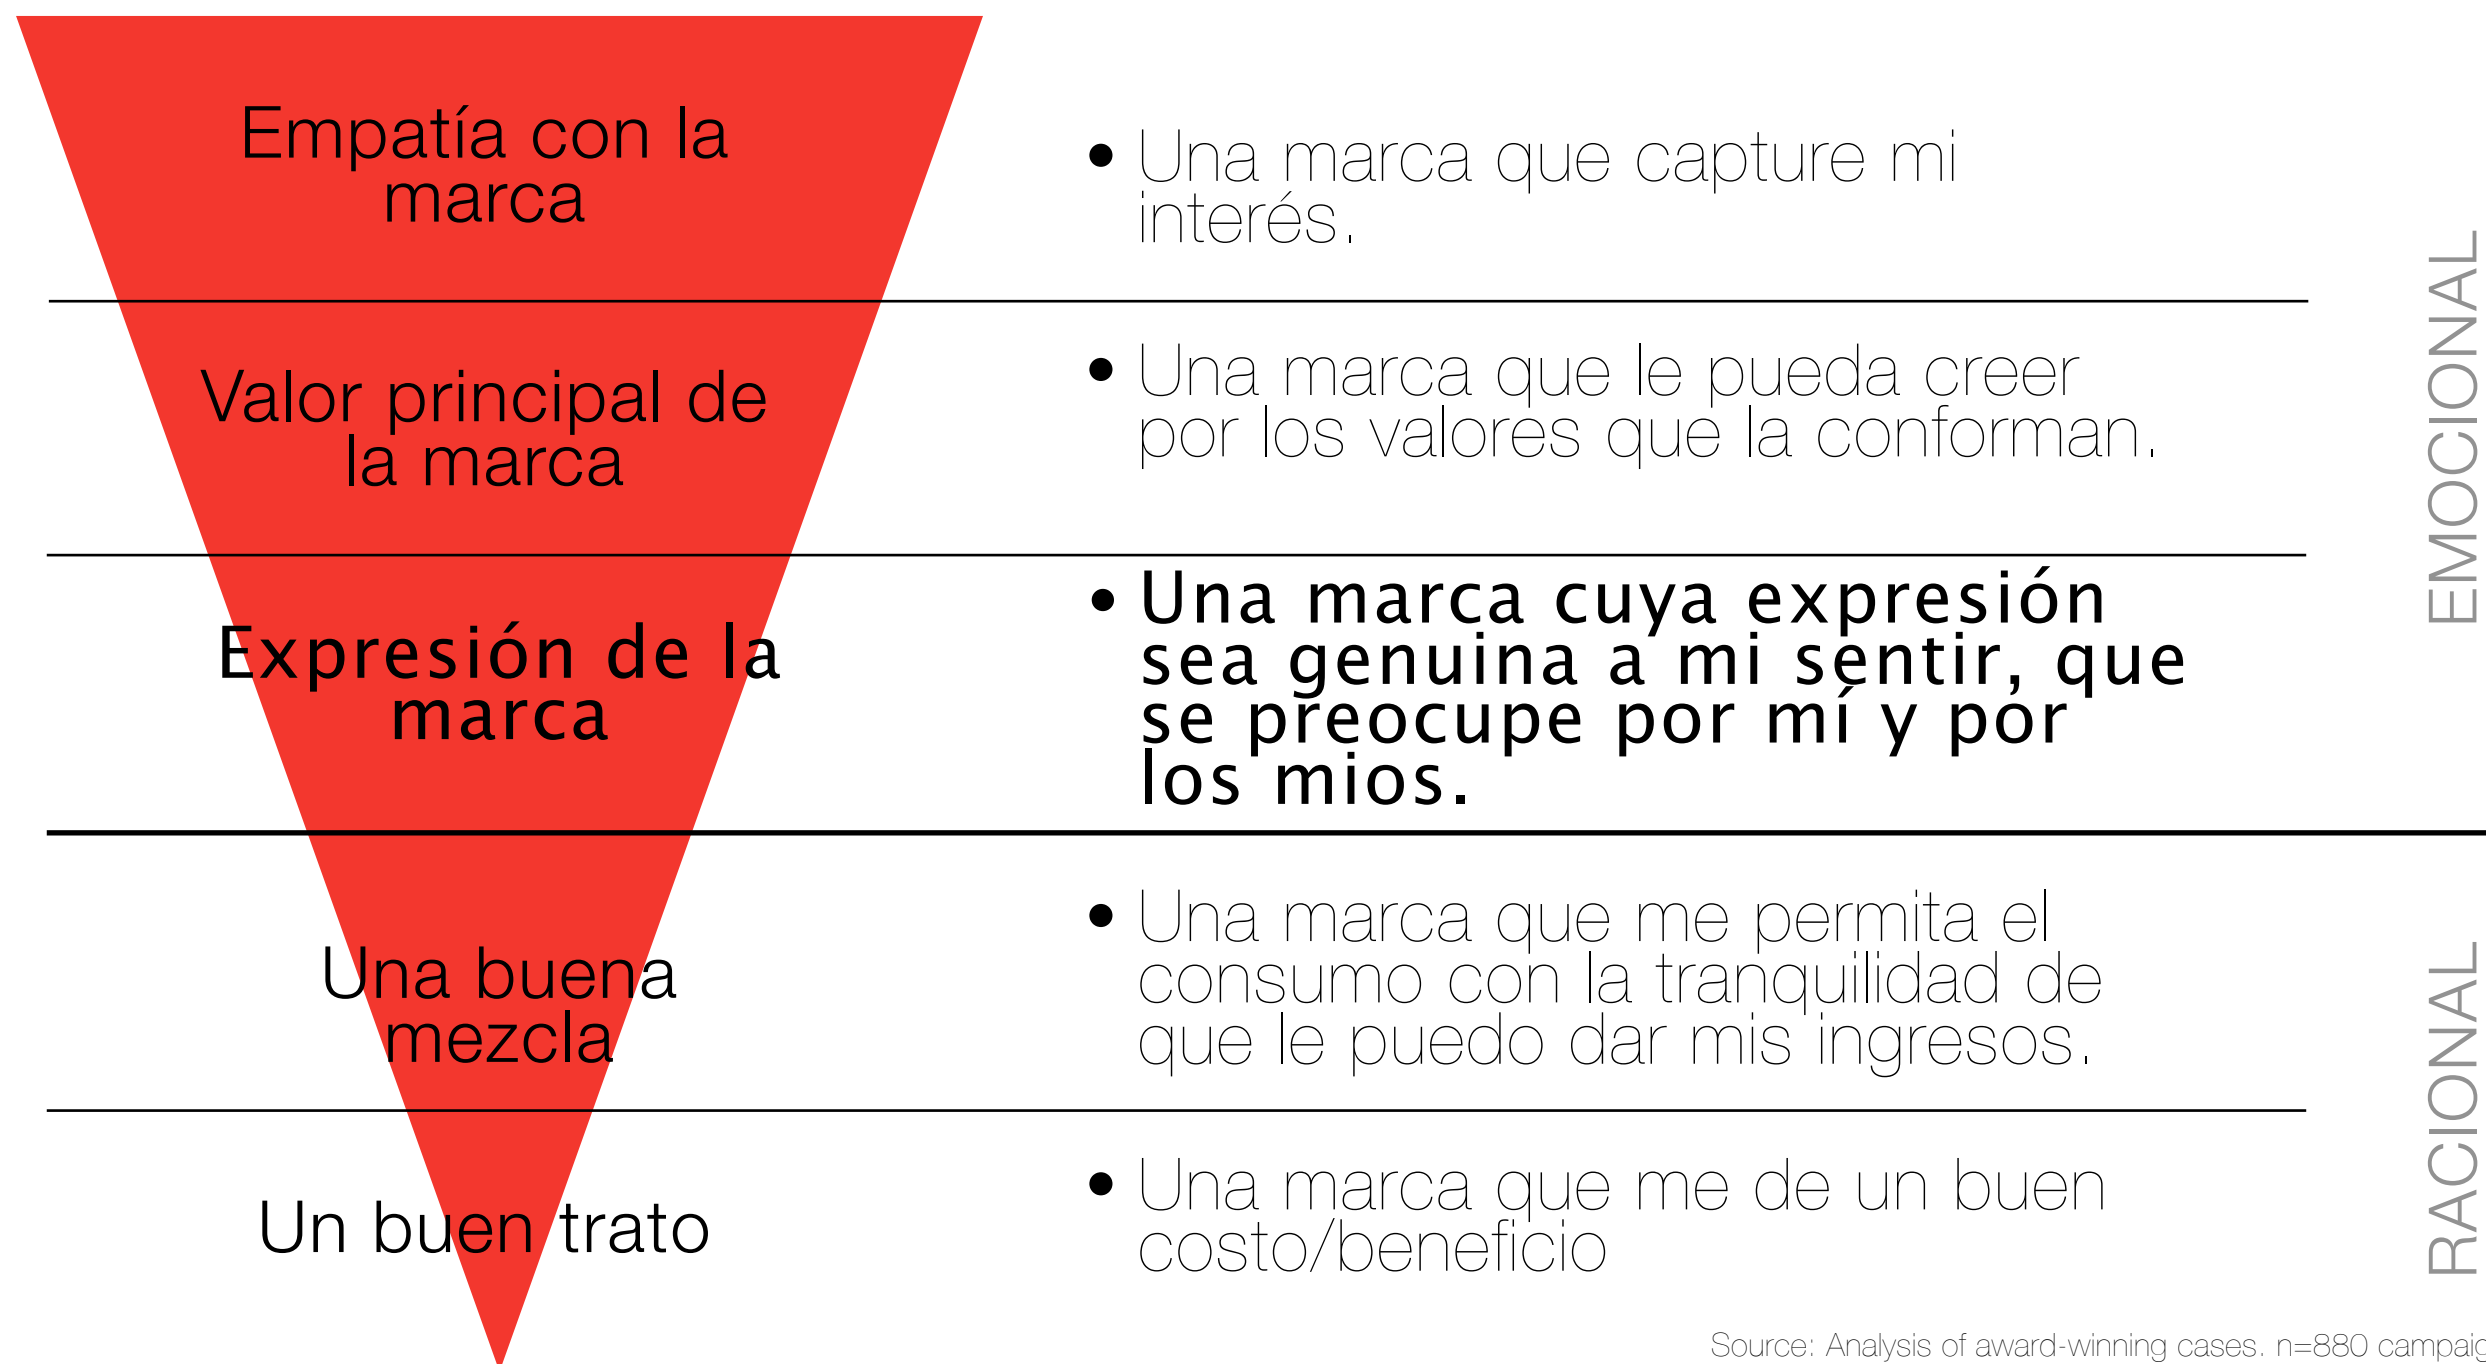 Empatía con la
marca
• Una marca que capture mi
interés.
Valor principal de
la marca
• Una marca que le pueda creer
por los valores que la conforman.
Expresión de la
marca
• Una marca cuya expresión
sea genuina a mi sentir, que
se preocupe por mí y por
los mios.
EMOCIONAL
Una buena
mezcla
• Una marca que me permita el
consumo con la tranquilidad de
que le puedo dar mis ingresos.
Un buen trato
• Una marca que me de un buen
costo/beneficio
RACIONAL
Source: Analysis of award-winning cases. n=880 campaig